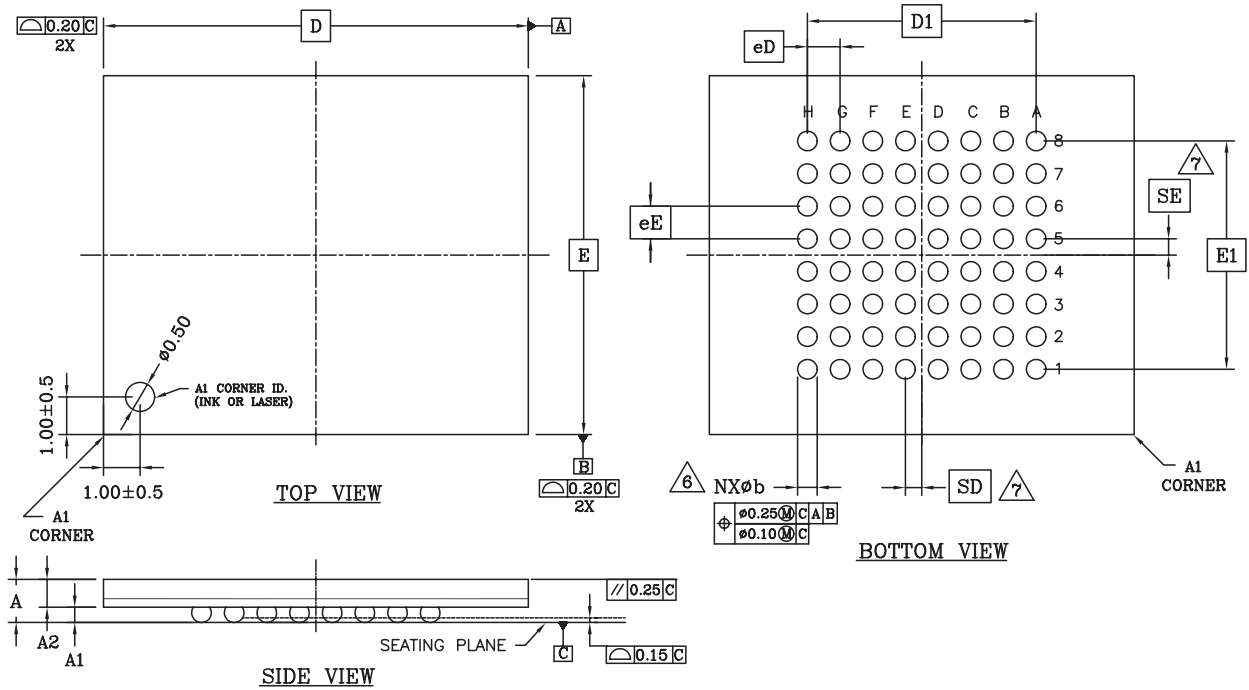 ⌓ 0.20 C
2X
D
A
E
ø0.50
1.00±0.5
A1 CORNER ID.
(INK OR LASER)
1.00±0.5
A1
CORNER
TOP VIEW
B
⌓ 0.20 C
2X
D1
eD
H G F E D C B A
8
7
6
5
4
3
2
1
7
SE
eE
E1
6
NXøb
⌖ ø0.25Ⓜ C A B
ø0.10Ⓜ C
SD
7
A1
CORNER
BOTTOM VIEW
A
A2
A1
// 0.25 C
SEATING PLANE
C
⌓ 0.15 C
SIDE VIEW